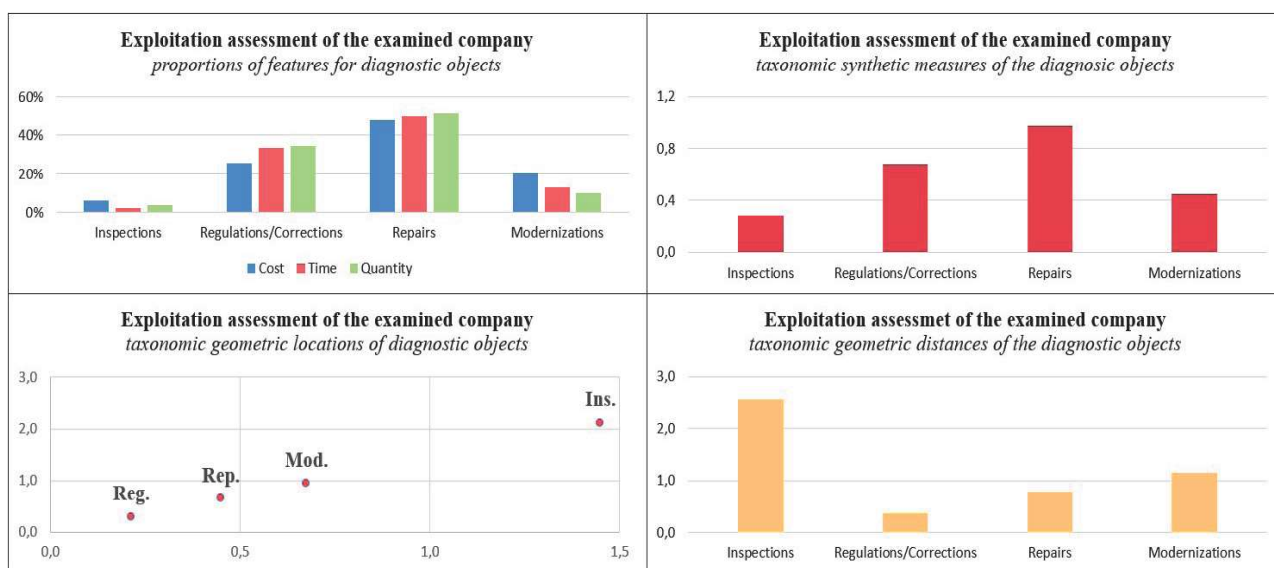 Exploitation assessment of the examined company
proportions of features for diagnostic objects
60%
40%
20%
0%
Inspections Regulations/Corrections Repairs Modernizations
Cost Time Quantity
Exploitation assessment of the examined company
taxonomic synthetic measures of the diagnosic objects
1,2
0,8
0,4
0,0
Inspections Regulations/Corrections Repairs Modernizations
Exploitation assessment of the examined company
taxonomic geometric locations of diagnostic objects
3,0
Ins.
2,0
Mod.
Rep.
1,0
Reg.
0,0
0,0 0,5 1,0 1,5
Exploitation assessmet of the examined company
taxonomic geometric distances of the diagnostic objects
3,0
2,0
1,0
0,0
Inspections Regulations/Corrections Repairs Modernizations